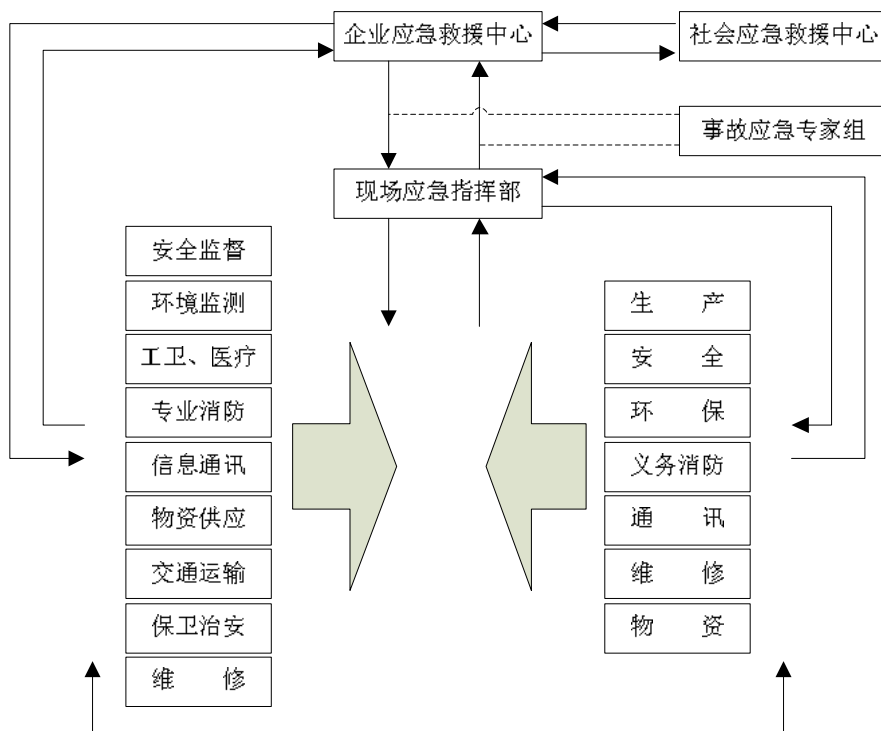 企业应急救援中心
社会应急救援中心
事故应急专家组
现场应急指挥部
安全监督
环境监测
工卫、医疗
专业消防
信息通讯
物资供应
交通运输
保卫治安
维　　修
生　　产
安　　全
环　　保
义务消防
通　　讯
维　　修
物　　资